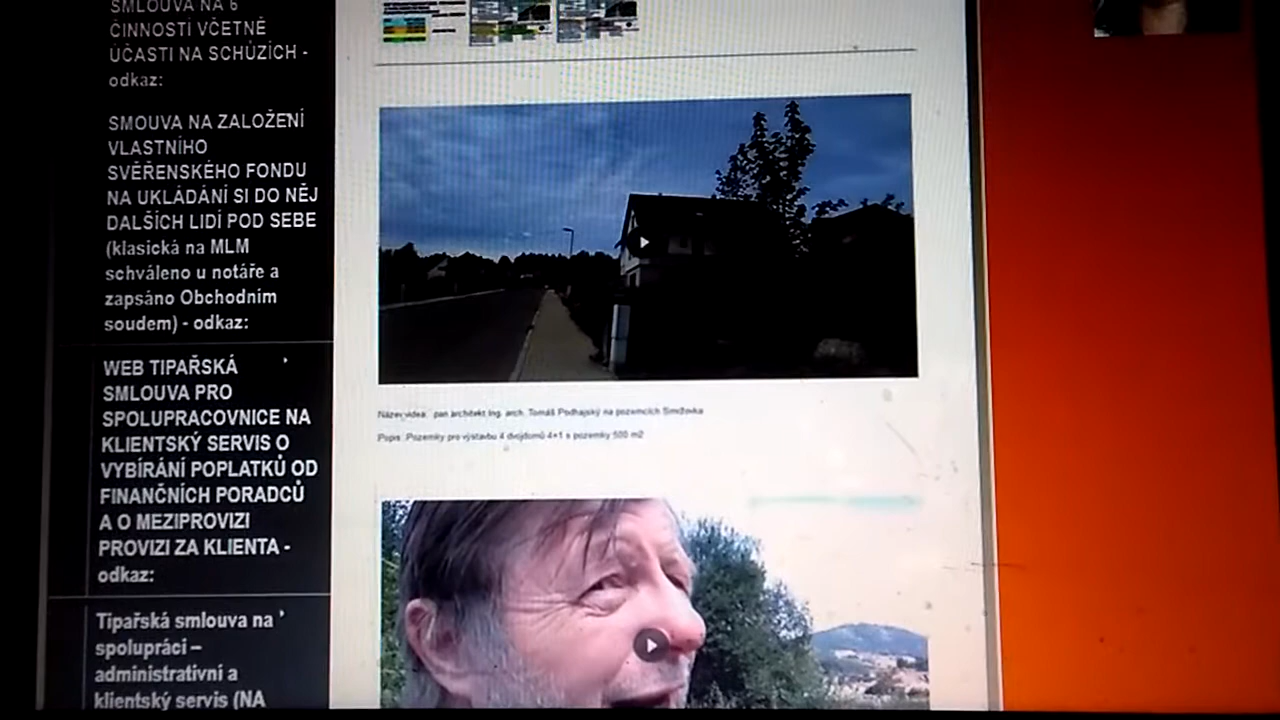 SMLOUVA NA 6
ČINNOSTÍ VČETNĚ
ÚČASTI NA SCHŮZÍCH -
odkaz:
SMOUVA NA ZALOŽENÍ
VLASTNÍHO
SVĚŘENSKÉHO FONDU
NA UKLÁDÁNÍ SI DO NĚJ
DALŠÍCH LIDÍ POD SEBE
(klasická na MLM
schváleno u notáře a
zapsáno Obchodním
soudem) - odkaz:
WEB TIPAŘSKÁ
SMLOUVA PRO
SPOLUPRACOVNICE NA
KLIENTSKÝ SERVIS O
VYBÍRÁNÍ POPLATKŮ OD
FINANČNÍCH PORADCŮ
A O MEZIPROVIZI
PROVIZI ZA KLIENTA -
odkaz:
Tipařská smlouva na
spolupráci –
administrativní a
klientský servis (NA
Název videa: pan architekt Ing. arch. Tomáš Podhajský na pozemcích Smržovka
Popis: Pozemky pro výstavbu 4 dvojdomů 4+1 s pozemky 500 m2